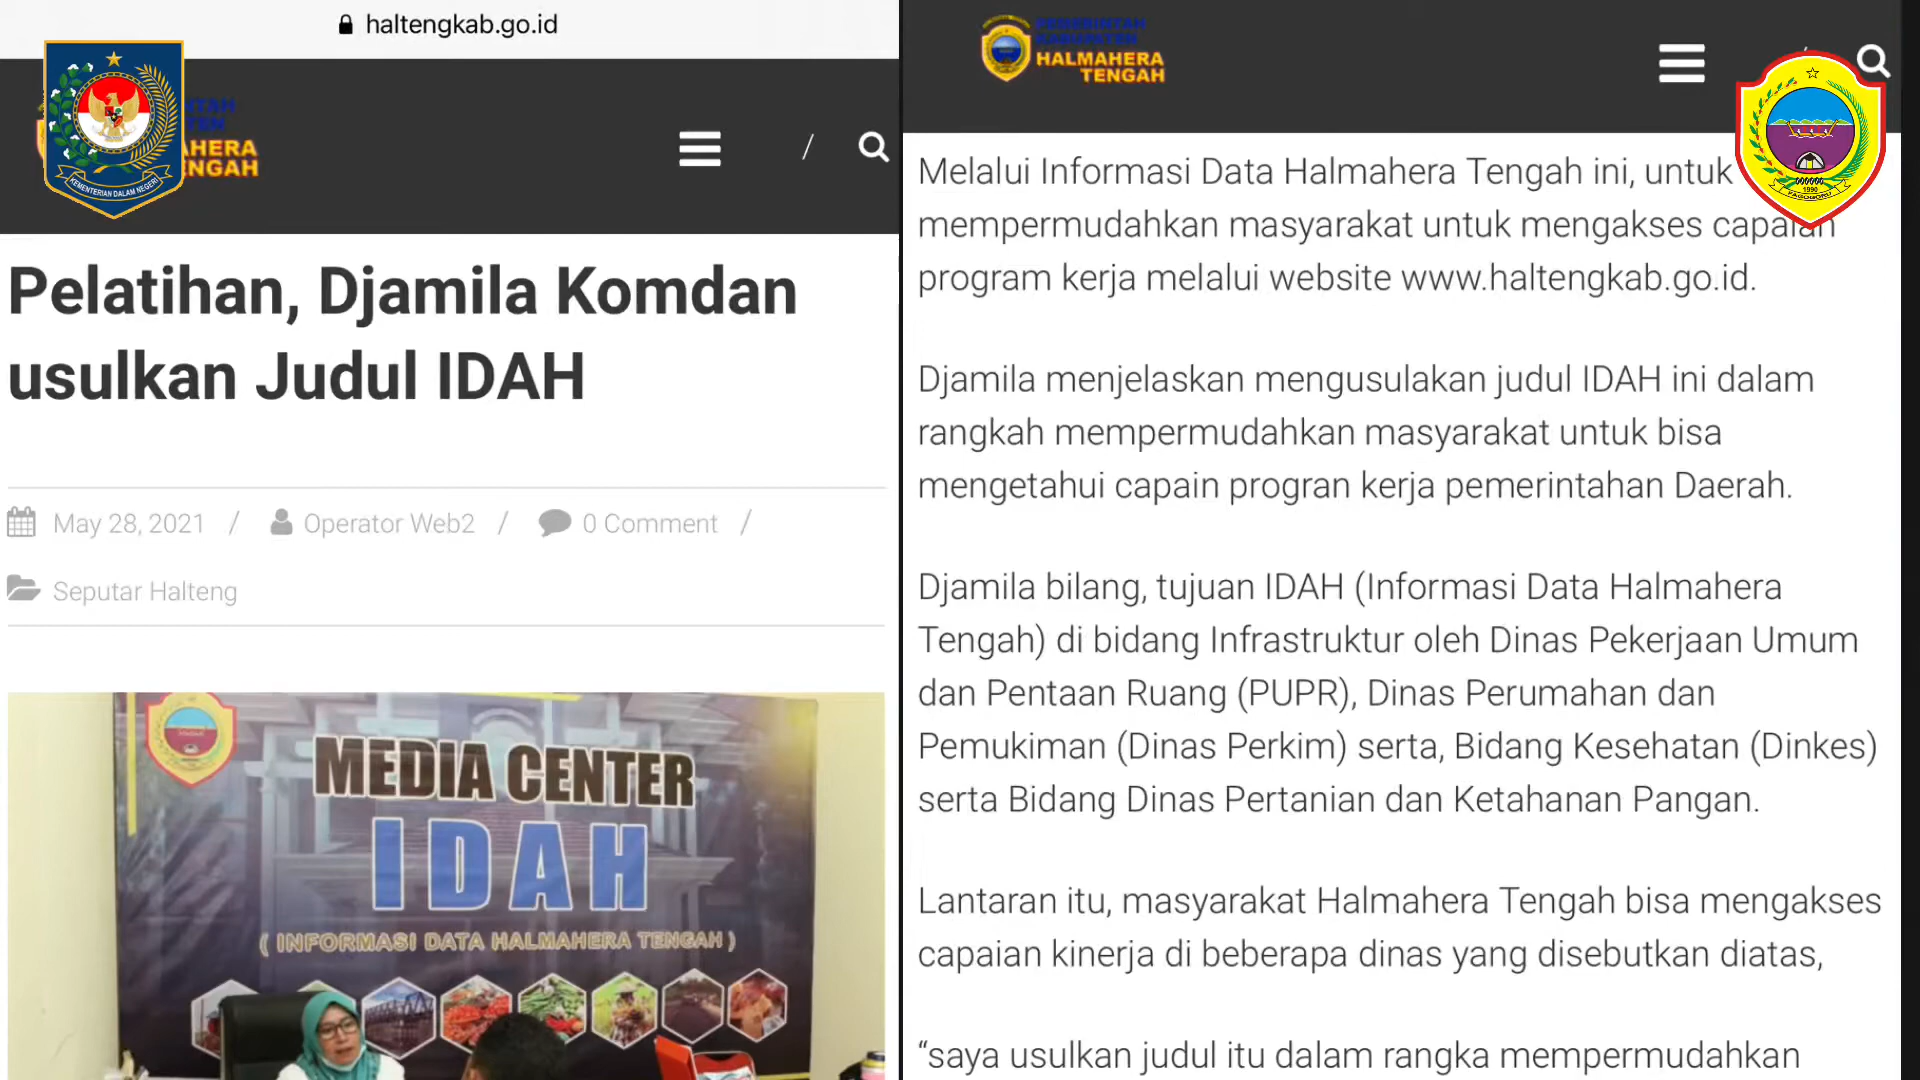 haltengkab.go.id
KEMENTERIAN DALAM NEGERI
TENGAH
/
Pelatihan, Djamila Komdan
usulkan Judul IDAH
May 28, 2021 / Operator Web2 / 0 Comment /
Seputar Halteng
MEDIA CENTER
IDAH
( INFORMASI DATA HALMAHERA TENGAH )
PEMERINTAH
KABUPATEN
HALMAHERA
TENGAH
1990
FAGOGORU
Melalui Informasi Data Halmahera Tengah ini, untuk
mempermudahkan masyarakat untuk mengakses capaian
program kerja melalui website www.haltengkab.go.id.
Djamila menjelaskan mengusulakan judul IDAH ini dalam
rangkah mempermudahkan masyarakat untuk bisa
mengetahui capain progran kerja pemerintahan Daerah.
Djamila bilang, tujuan IDAH (Informasi Data Halmahera
Tengah) di bidang Infrastruktur oleh Dinas Pekerjaan Umum
dan Pentaan Ruang (PUPR), Dinas Perumahan dan
Pemukiman (Dinas Perkim) serta, Bidang Kesehatan (Dinkes)
serta Bidang Dinas Pertanian dan Ketahanan Pangan.
Lantaran itu, masyarakat Halmahera Tengah bisa mengakses
capaian kinerja di beberapa dinas yang disebutkan diatas,
“saya usulkan judul itu dalam rangka mempermudahkan